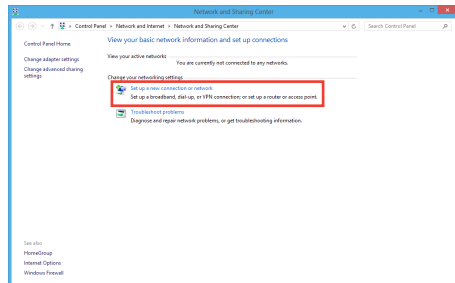 Network and Sharing Center
Control Panel ▸ Network and Internet ▸ Network and Sharing Center
Search Control Panel
Control Panel Home
Change adapter settings
Change advanced sharing
settings
View your basic network information and set up connections
View your active networks
You are currently not connected to any networks.
Change your networking settings
Set up a new connection or network
Set up a broadband, dial-up, or VPN connection; or set up a router or access point.
Troubleshoot problems
Diagnose and repair network problems, or get troubleshooting information.
See also
HomeGroup
Internet Options
Windows Firewall